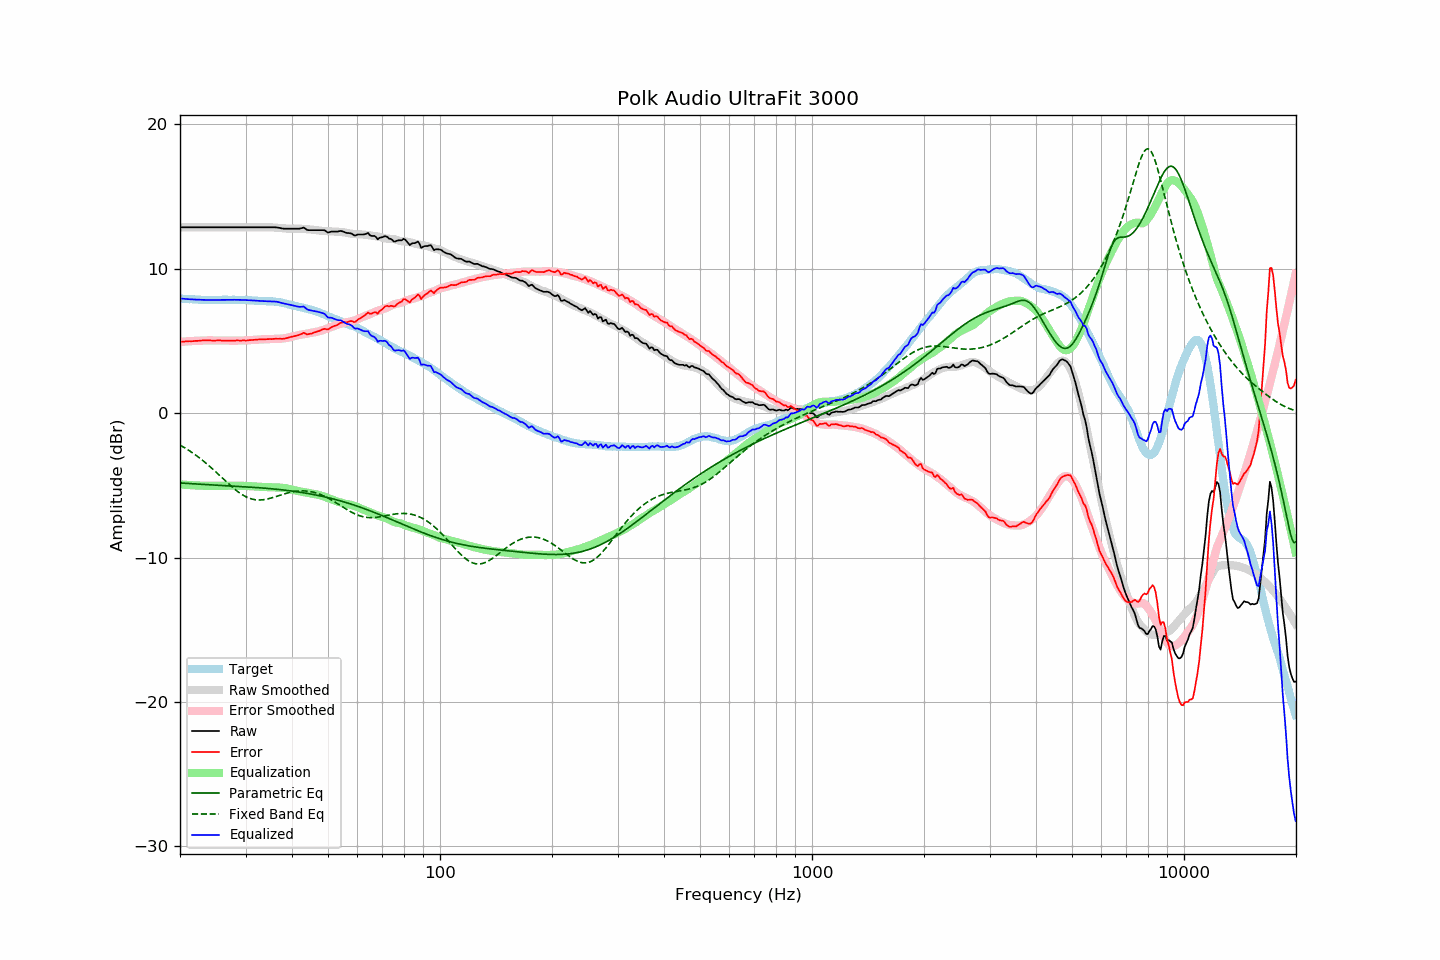 Polk Audio UltraFit 3000
20
10
0
−10
−20
−30
Amplitude (dBr)
Target
Raw Smoothed
Error Smoothed
Raw
Error
Equalization
Parametric Eq
Fixed Band Eq
Equalized
100
1000
10000
Frequency (Hz)